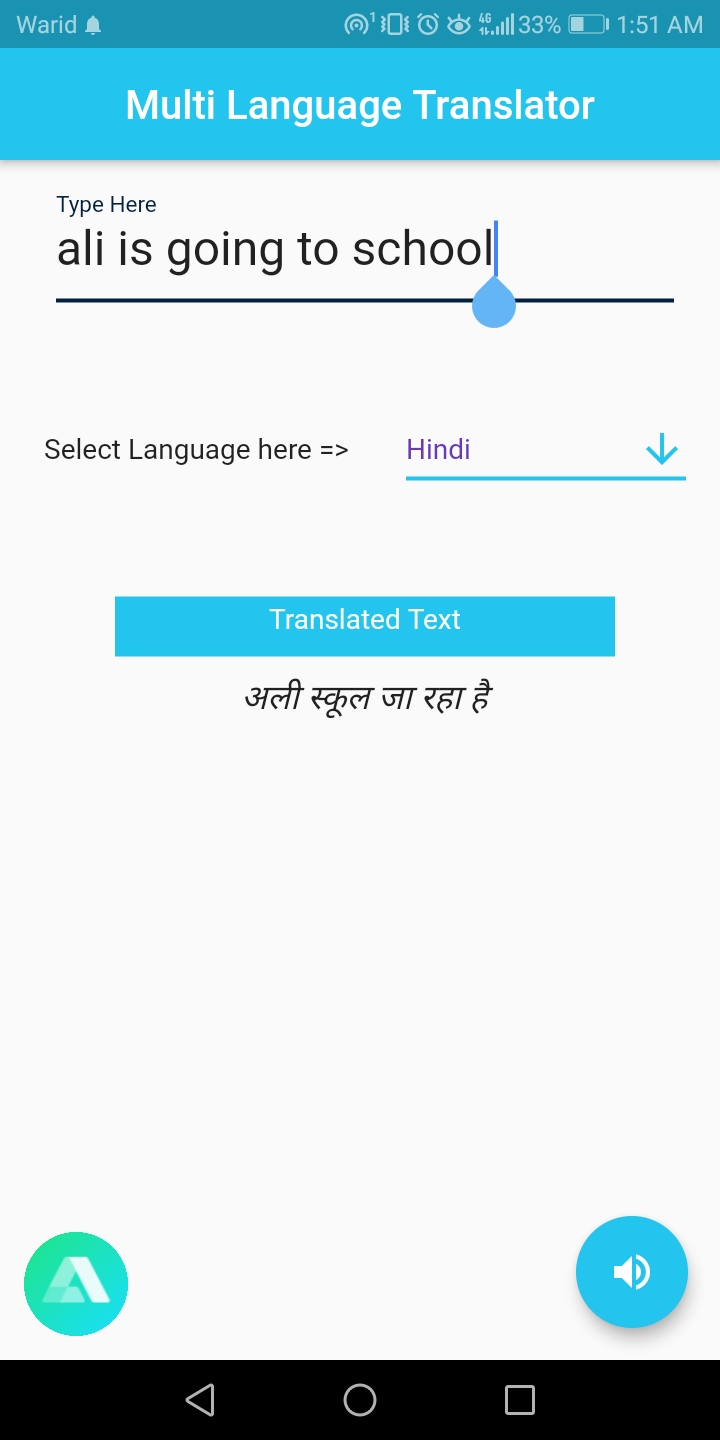 Warid 4G 33% 1:51 AM
Multi Language Translator
Type Here
ali is going to school
Select Language here => Hindi
Translated Text
अली स्कूल जा रहा है